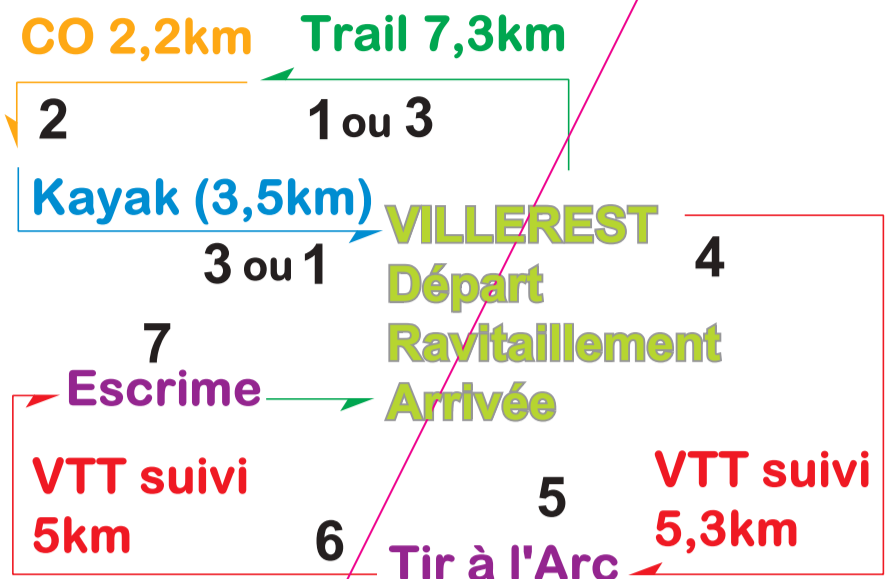 CO 2,2km
Trail 7,3km
2
1 ou 3
Kayak (3,5km)
3 ou 1
VILLEREST
Départ
Ravitaillement
Arrivée
4
7
Escrime
VTT suivi
5km
6
5
Tir à l'Arc
VTT suivi
5,3km